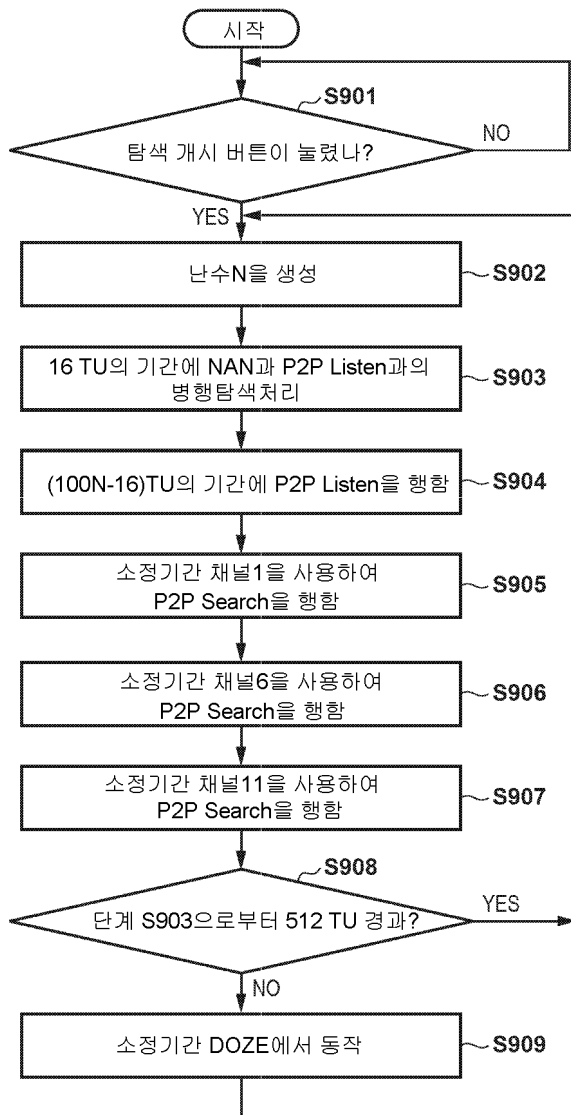 시작
S901
탐색 개시 버튼이 눌렸나?
NO
YES
난수N을 생성
S902
16 TU의 기간에 NAN과 P2P Listen과의
병행탐색처리
S903
(100N-16)TU의 기간에 P2P Listen을 행함
S904
소정기간 채널1을 사용하여
P2P Search을 행함
S905
소정기간 채널6을 사용하여
P2P Search을 행함
S906
소정기간 채널11을 사용하여
P2P Search을 행함
S907
S908
단계 S903으로부터 512 TU 경과?
YES
NO
소정기간 DOZE에서 동작
S909